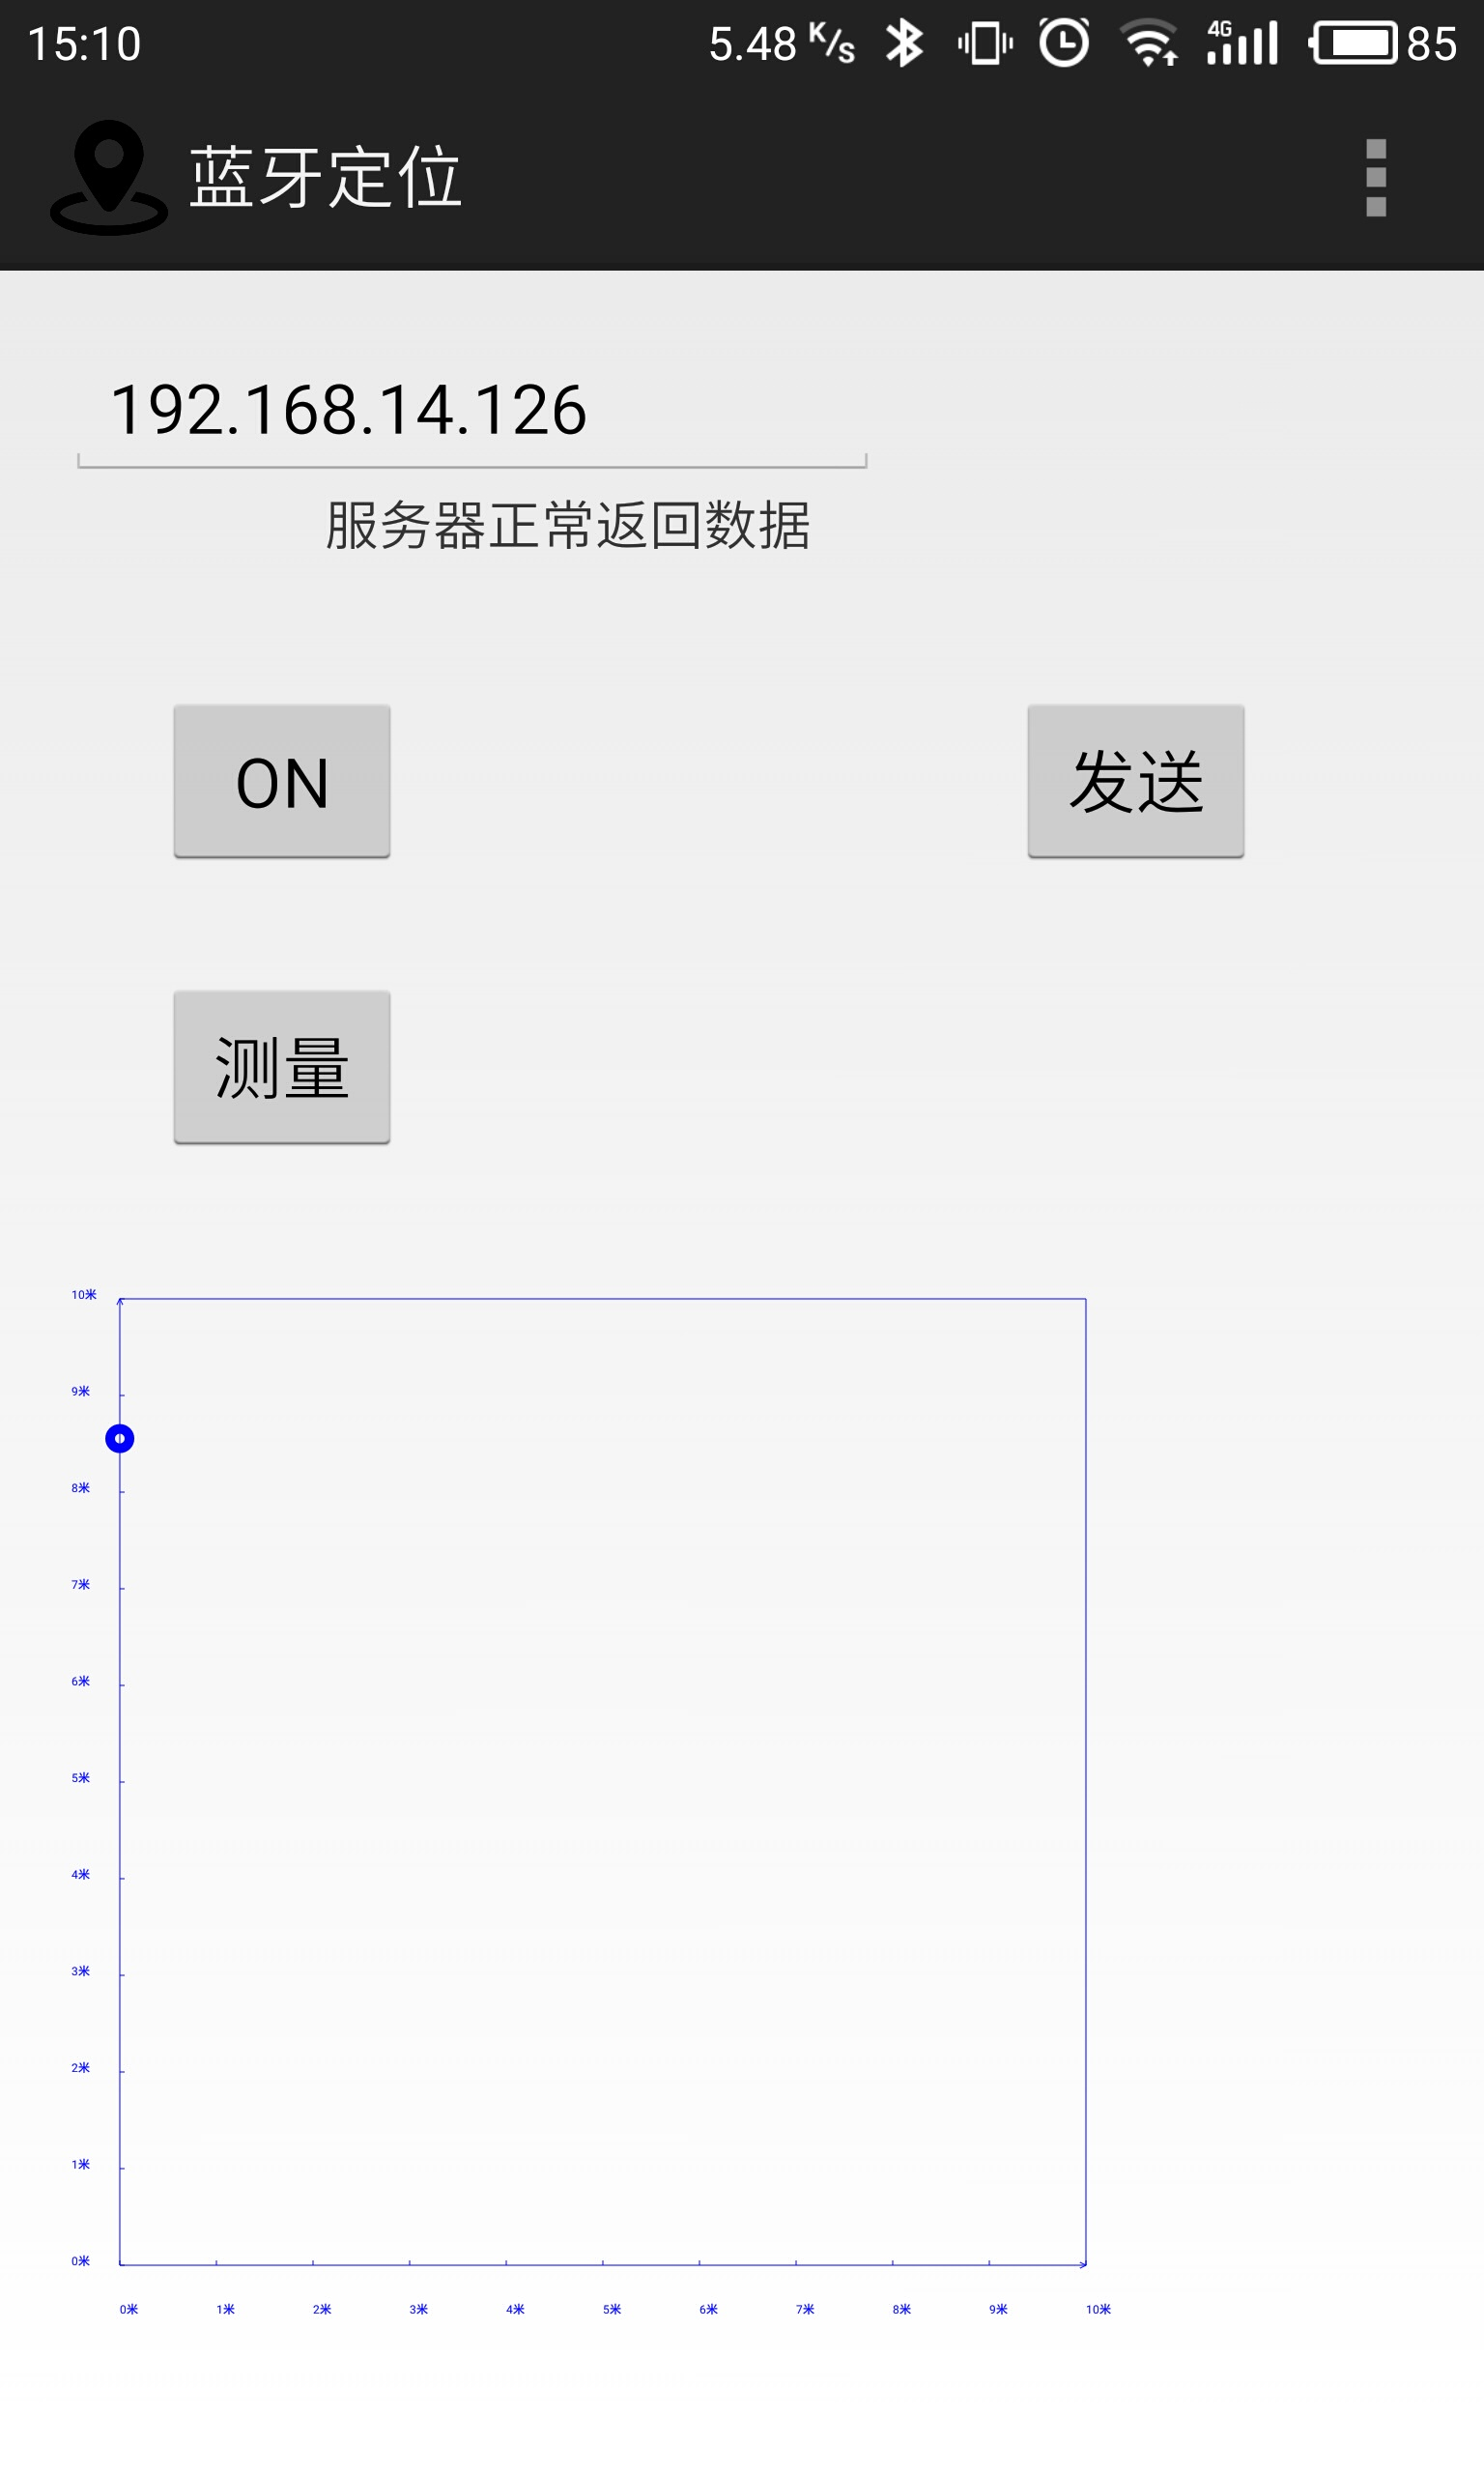 15:10 5.48 K/S 4G 85
蓝牙定位
192.168.14.126
服务器正常返回数据
ON 发送
测量
10米
9米
8米
7米
6米
5米
4米
3米
2米
1米
0米
0米 1米 2米 3米 4米 5米 6米 7米 8米 9米 10米